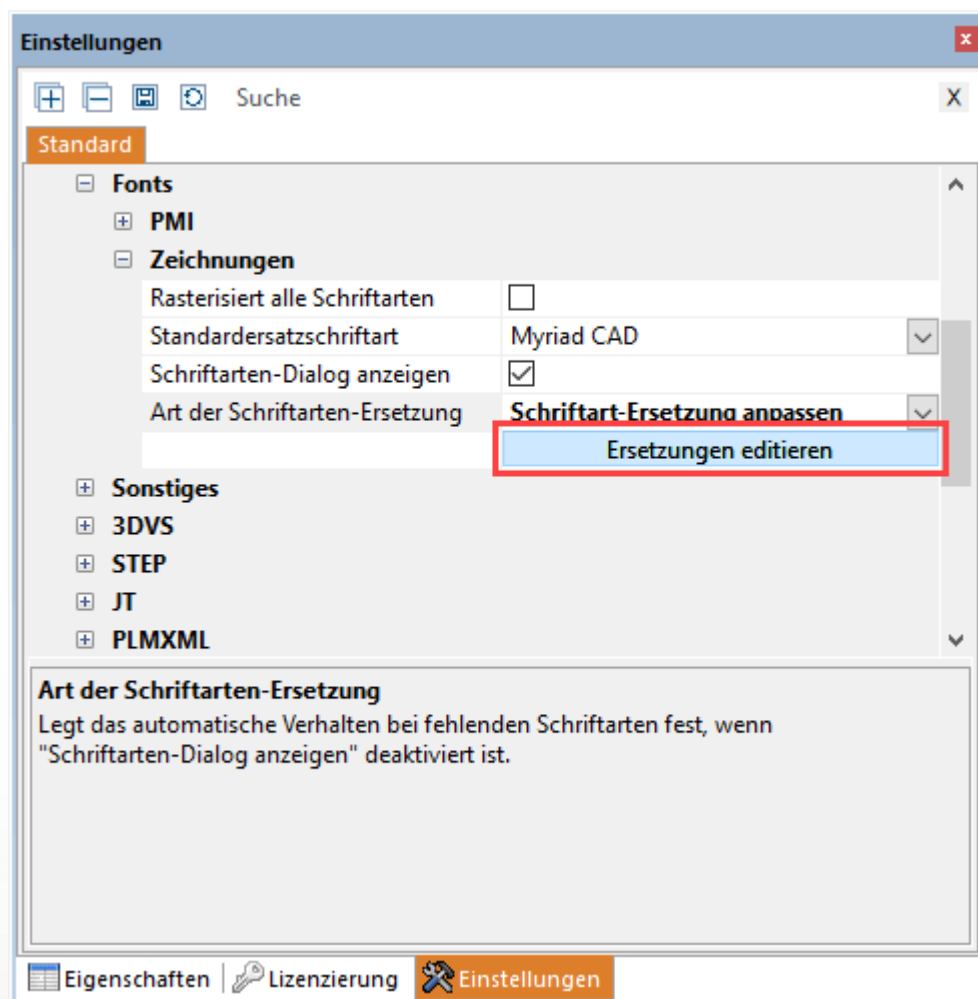 Einstellungen x
Suche X
Standard
Fonts
PMI
Zeichnungen
Rasterisiert alle Schriftarten
Standardersatzschriftart Myriad CAD
Schriftarten-Dialog anzeigen
Art der Schriftarten-Ersetzung Schriftart-Ersetzung anpassen
Ersetzungen editieren
Sonstiges
3DVS
STEP
JT
PLMXML
Art der Schriftarten-Ersetzung
Legt das automatische Verhalten bei fehlenden Schriftarten fest, wenn
"Schriftarten-Dialog anzeigen" deaktiviert ist.
Eigenschaften Lizenzierung Einstellungen